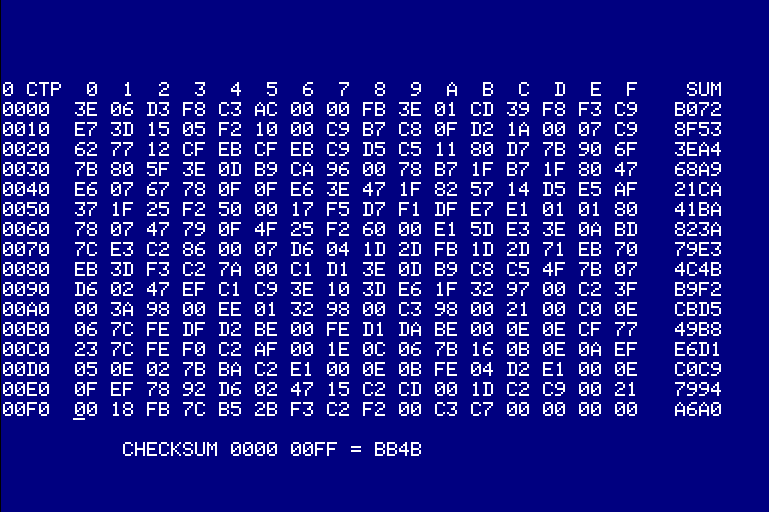 0 CTP 0 1 2 3 4 5 6 7 8 9 A B C D E F SUM
0000 3E 06 D3 F8 C3 AC 00 00 FB 3E 01 CD 39 F8 F3 C9 B072
0010 E7 3D 15 05 F2 10 00 C9 B7 C8 0F D2 1A 00 07 C9 8F53
0020 62 77 12 CF EB CF EB C9 D5 C5 11 80 D7 7B 90 6F 3EA4
0030 7B 80 5F 3E 0D B9 CA 96 00 78 B7 1F B7 1F 80 47 68A9
0040 E6 07 67 78 0F 0F E6 3E 47 1F 82 57 14 D5 E5 AF 21CA
0050 37 1F 25 F2 50 00 17 F5 D7 F1 DF E7 E1 01 01 80 41BA
0060 78 07 47 79 0F 4F 25 F2 60 00 E1 5D E3 3E 0A BD 823A
0070 7C E3 C2 86 00 07 D6 04 1D 2D FB 1D 2D 71 EB 70 79E3
0080 EB 3D F3 C2 7A 00 C1 D1 3E 0D B9 C8 C5 4F 7B 07 4C4B
0090 D6 02 47 EF C1 C9 3E 10 3D E6 1F 32 97 00 C2 3F B9F2
00A0 00 3A 98 00 EE 01 32 98 00 C3 98 00 21 00 C0 0E CBD5
00B0 06 7C FE DF D2 BE 00 FE D1 DA BE 00 0E 0E CF 77 49B8
00C0 23 7C FE F0 C2 AF 00 1E 0C 06 7B 16 0B 0E 0A EF E6D1
00D0 05 0E 02 7B BA C2 E1 00 0E 0B FE 04 D2 E1 00 0E C0C9
00E0 0F EF 78 92 D6 02 47 15 C2 CD 00 1D C2 C9 00 21 7994
00F0 00 18 FB 7C B5 2B F3 C2 F2 00 C3 C7 00 00 00 00 A6A0
CHECKSUM 0000 00FF = BB4B